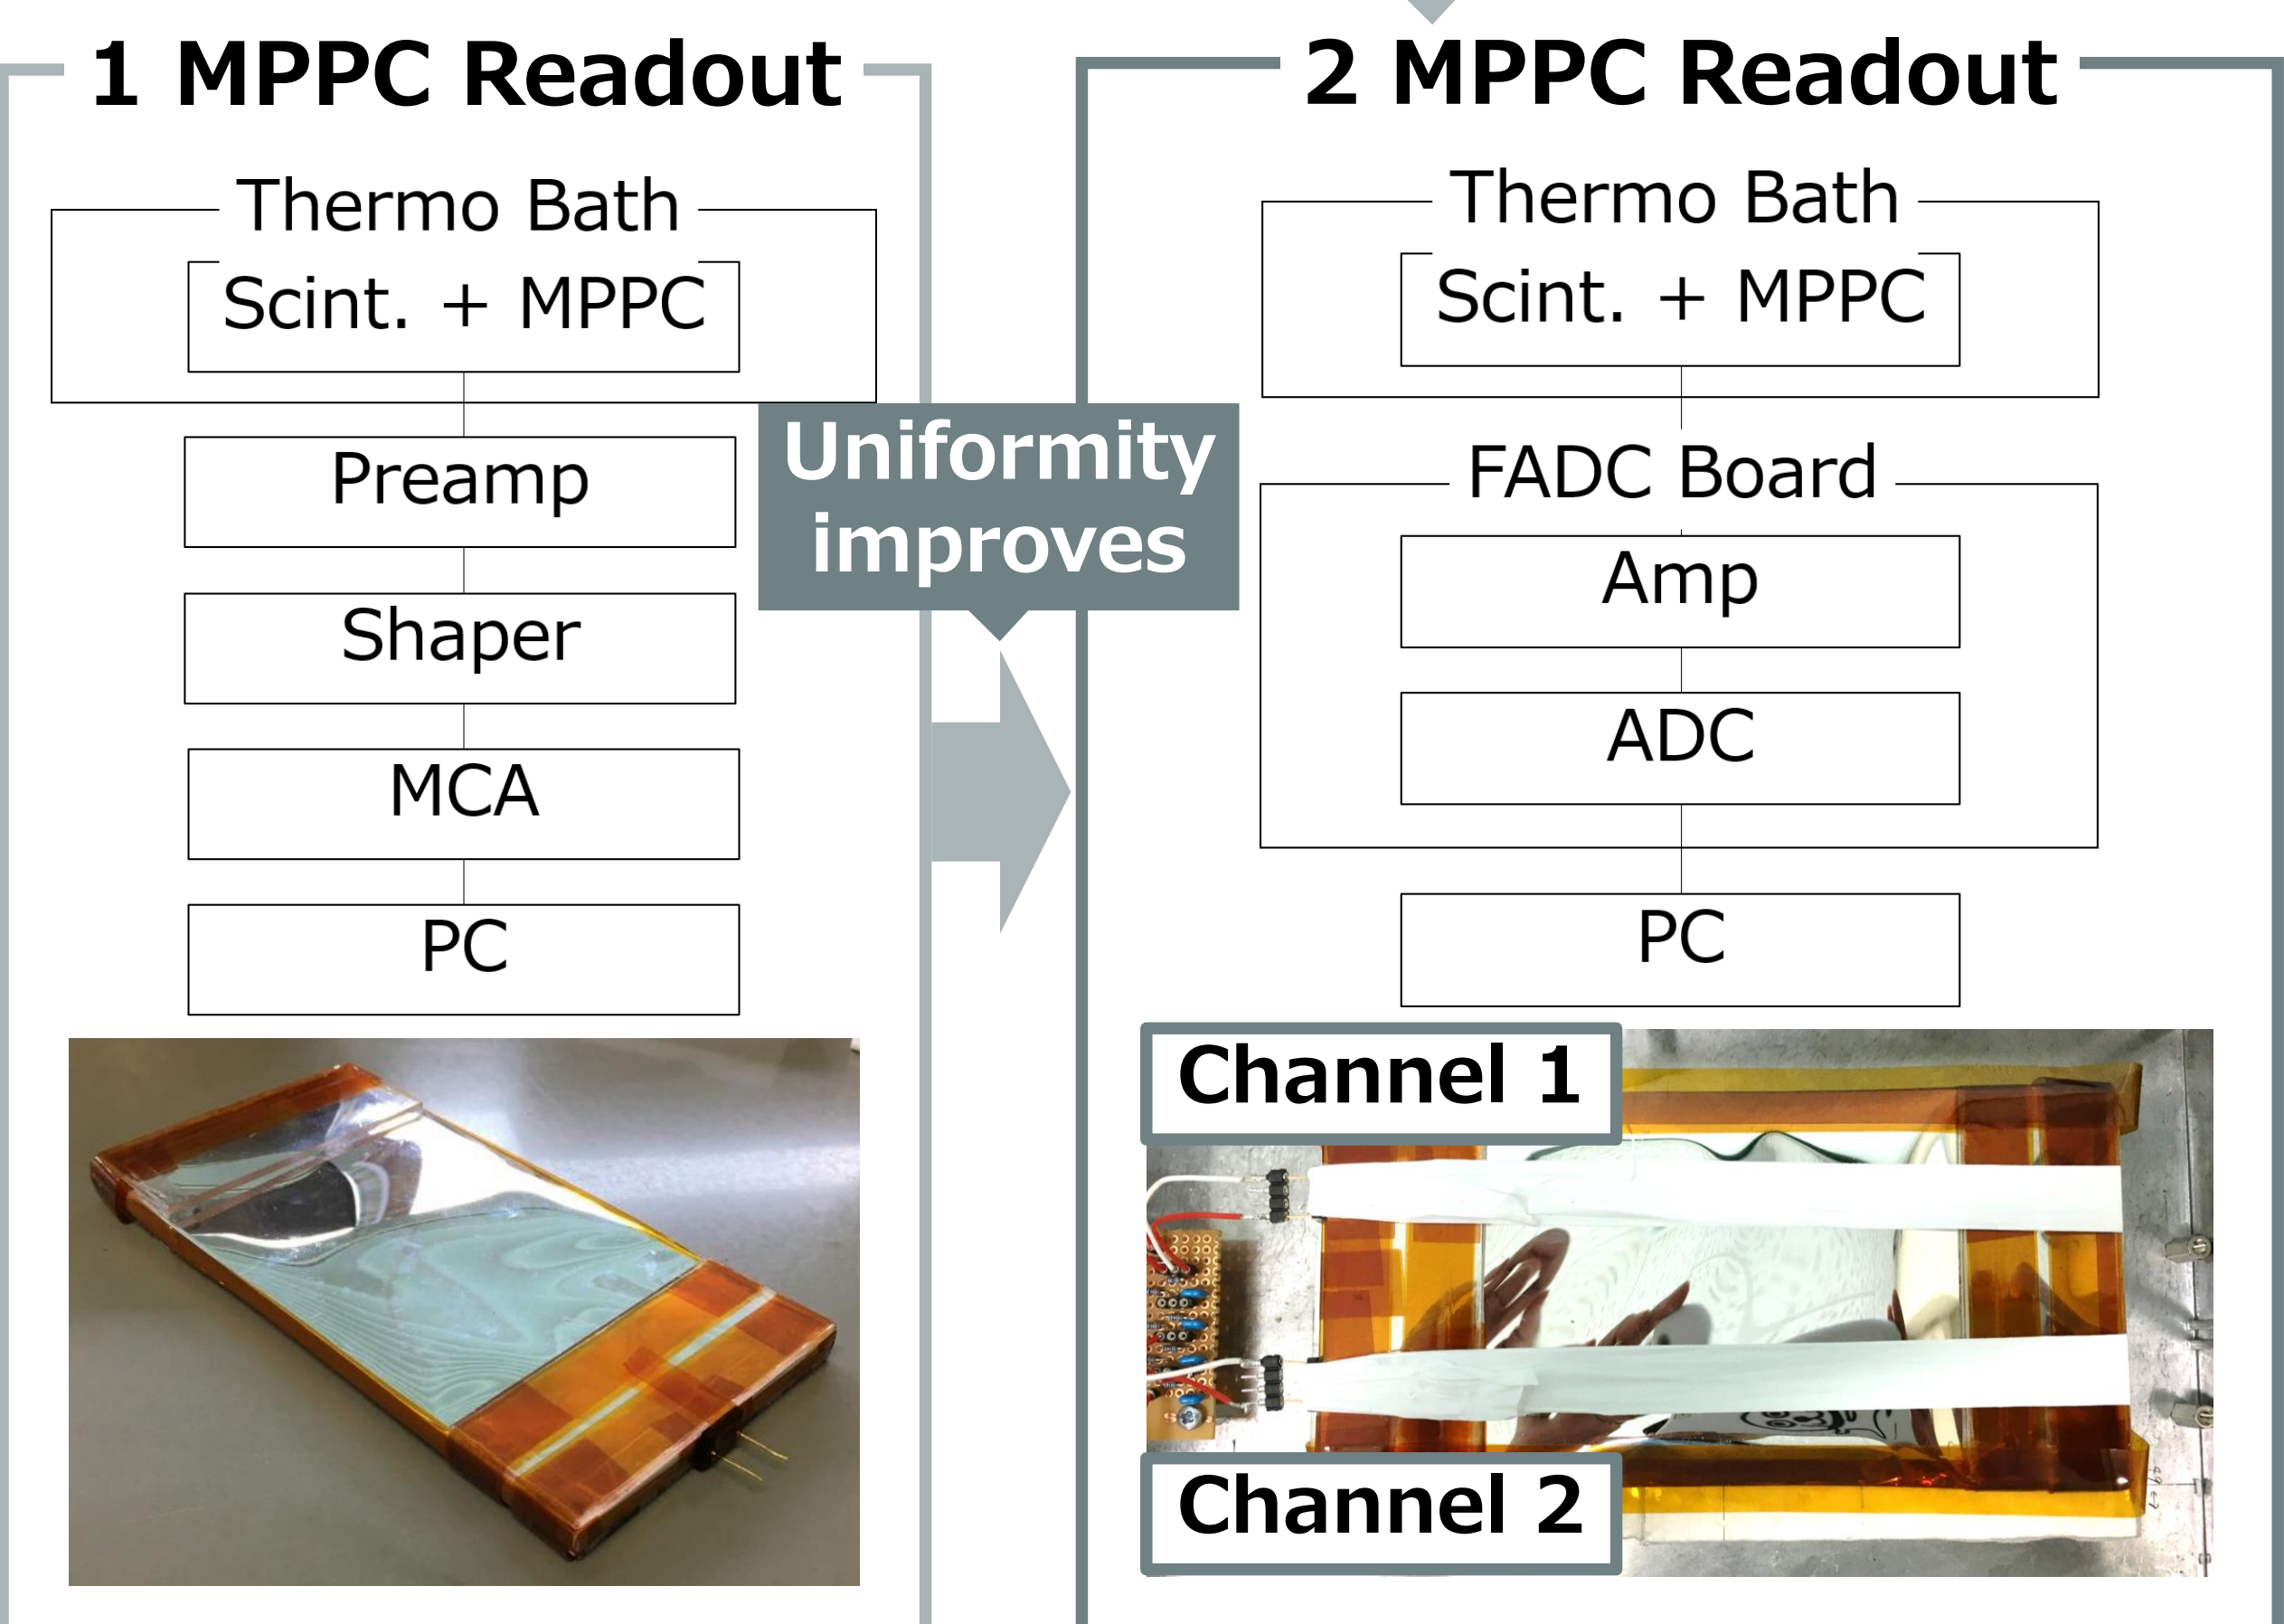 1 MPPC Readout
Thermo Bath
Scint. + MPPC
Preamp
Shaper
MCA
PC
Uniformity
improves
2 MPPC Readout
Thermo Bath
Scint. + MPPC
FADC Board
Amp
ADC
PC
Channel 1
Channel 2